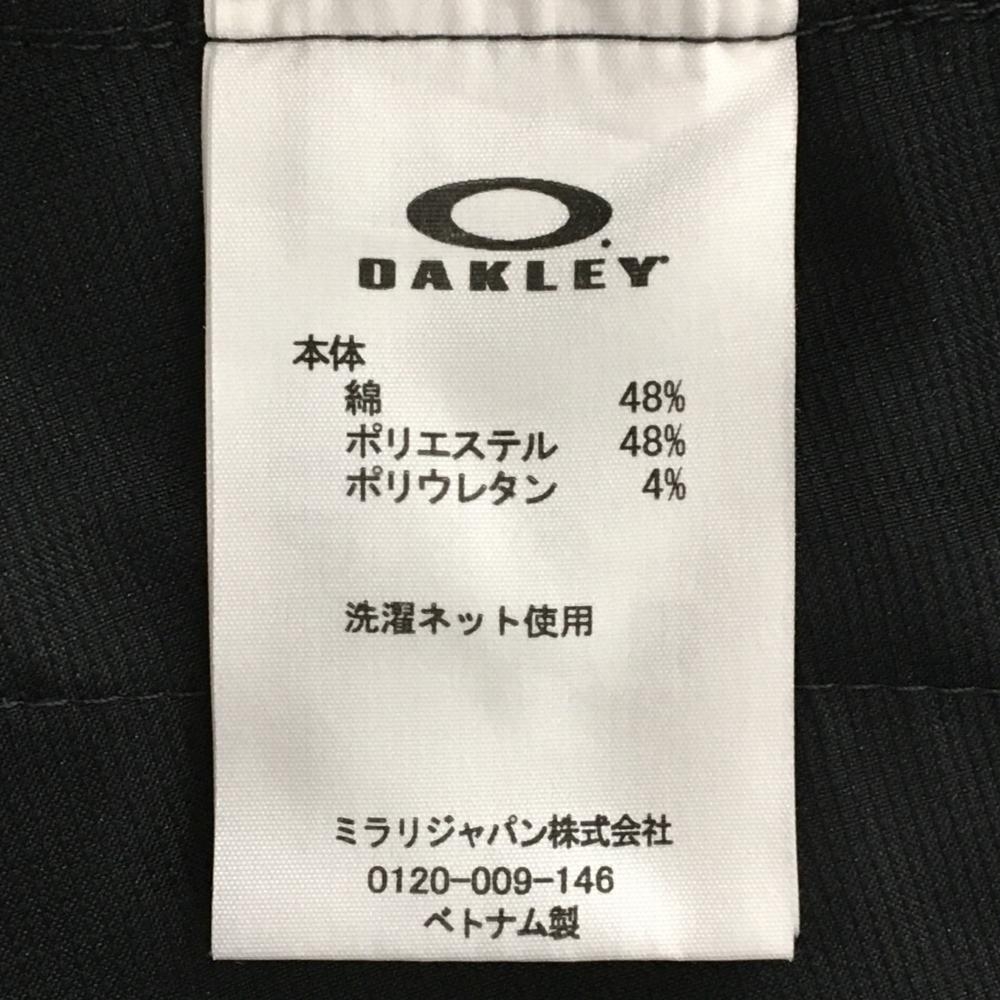 OAKLEY
本体
綿 48%
ポリエステル 48%
ポリウレタン 4%
洗濯ネット使用
ミラリジャパン株式会社
0120-009-146
ベトナム製